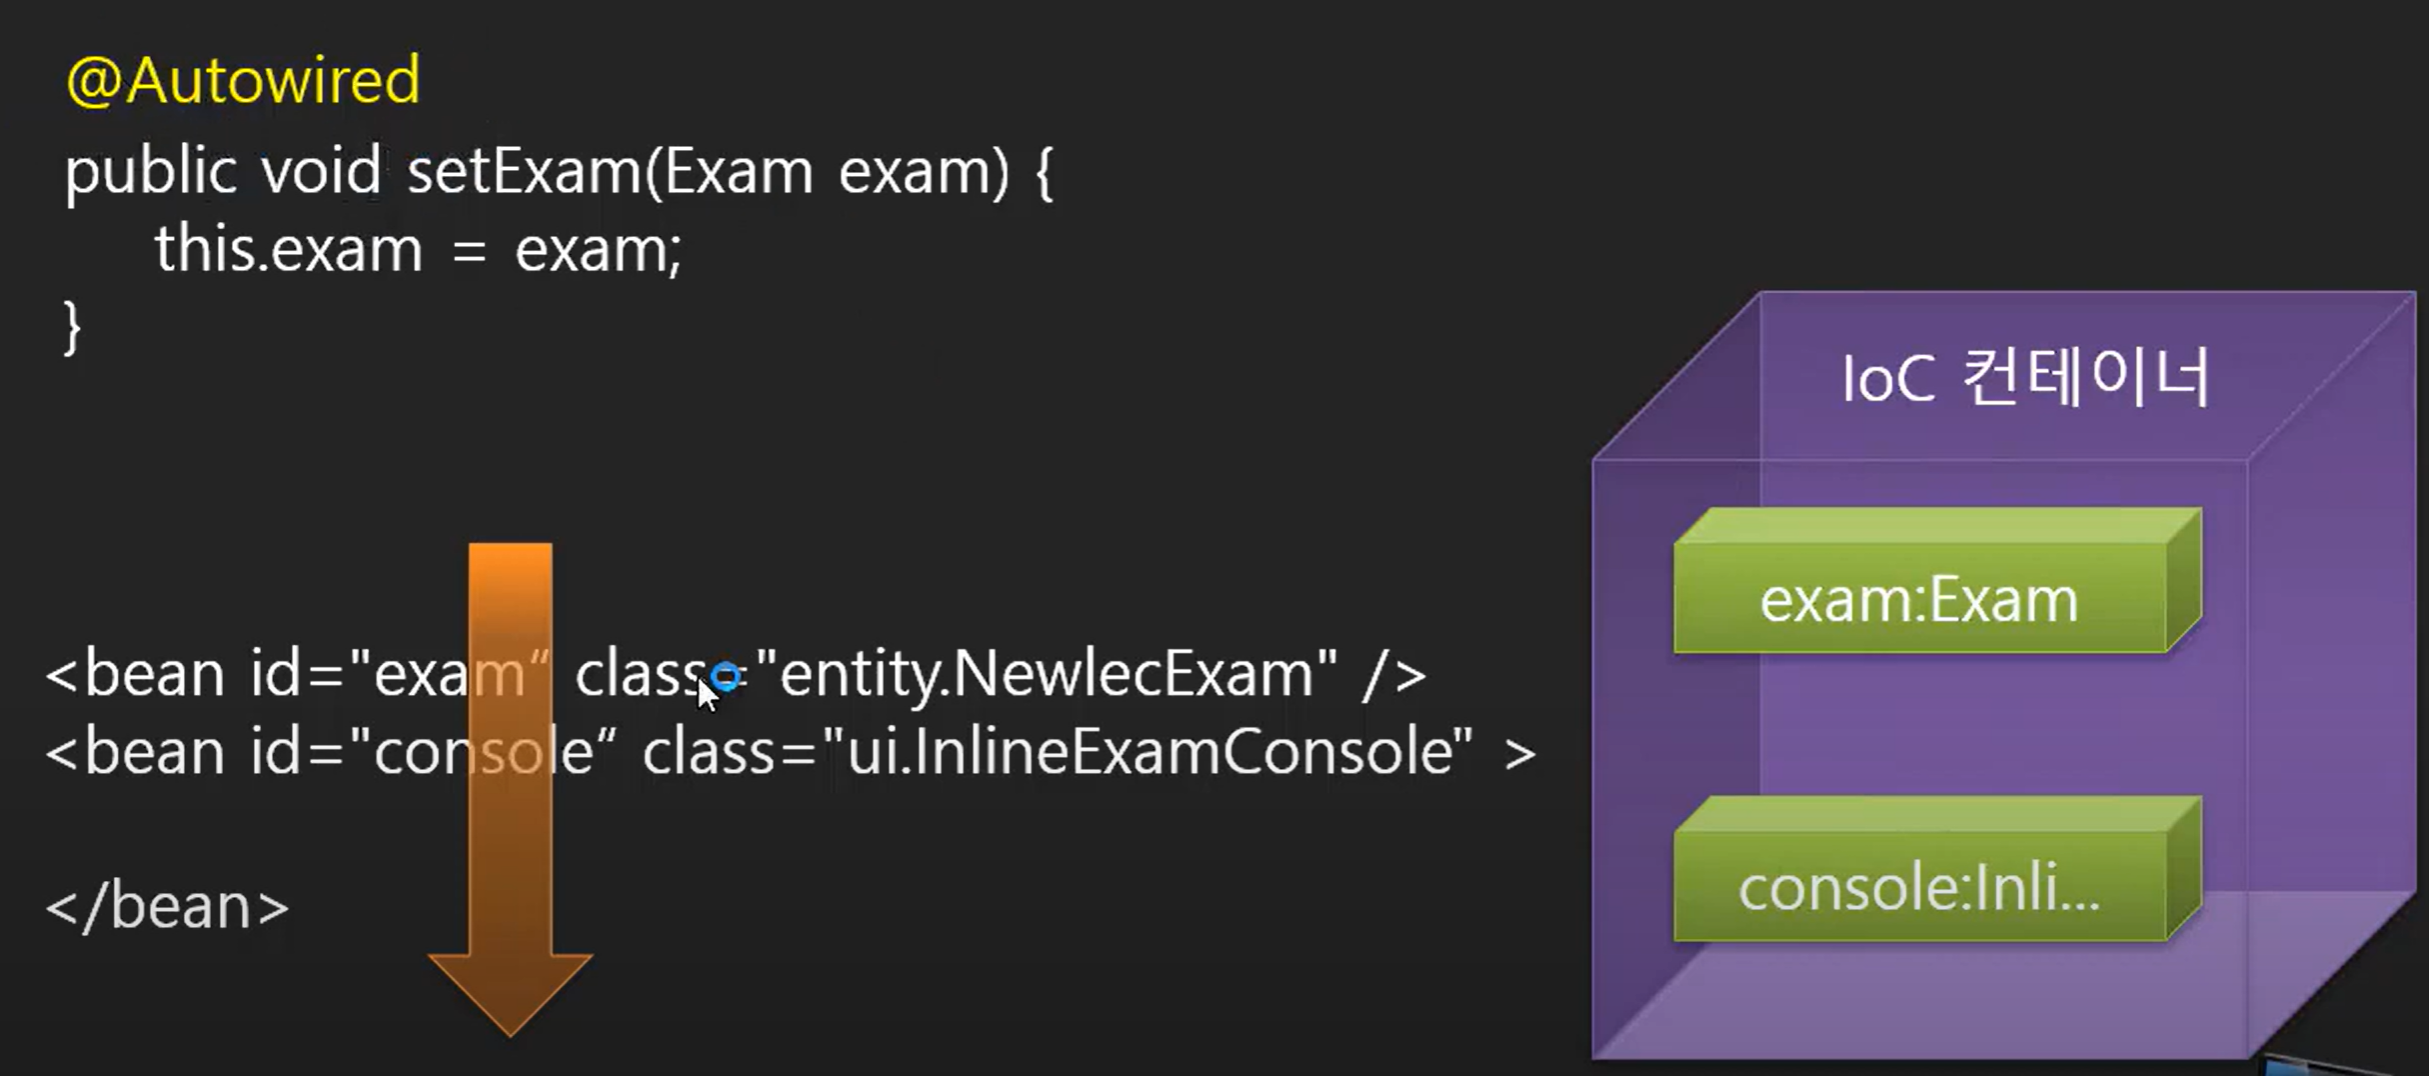 @Autowired
public void setExam(Exam exam) {
this.exam = exam;
}
IoC 컨테이너
exam:Exam
<bean id="exam“ class="entity.NewlecExam" />
<bean id="console“ class="ui.InlineExamConsole" >
console:Inli...
</bean>